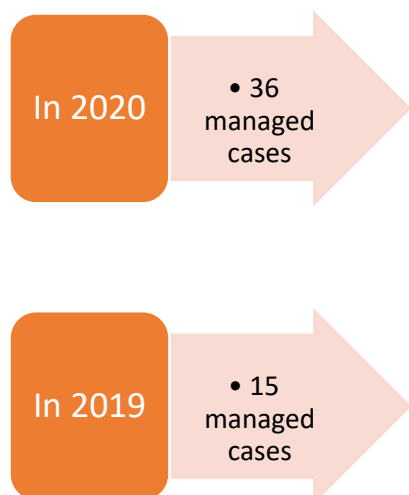 In 2020
• 36
managed
cases
In 2019
• 15
managed
cases